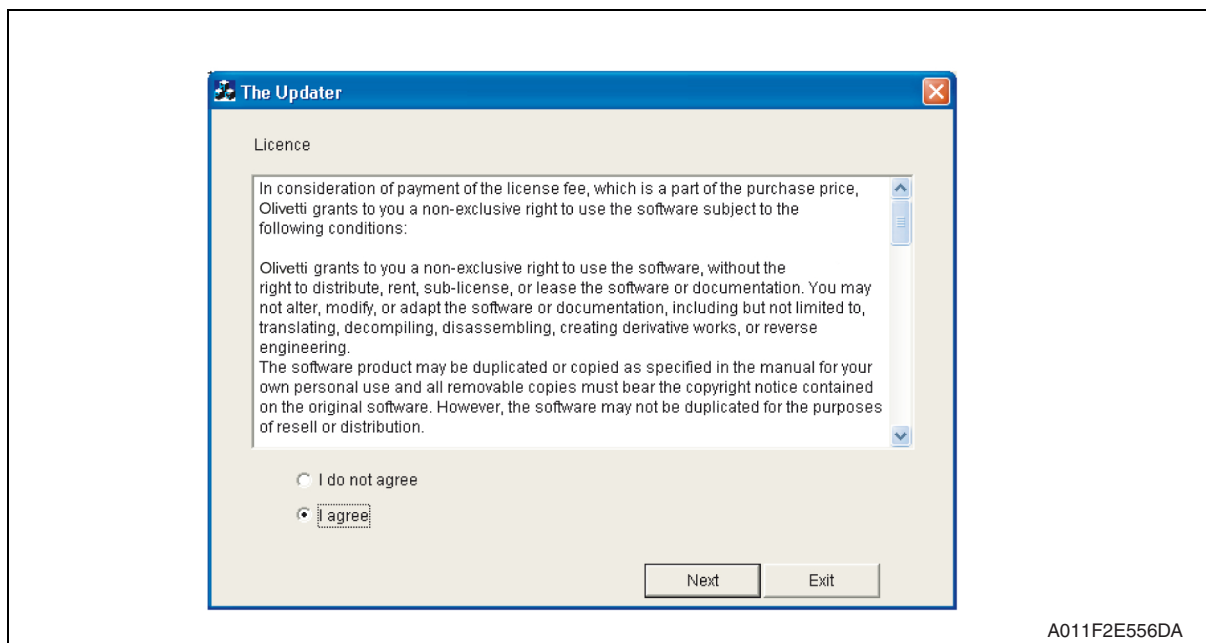 The Updater
Licence
In consideration of payment of the license fee, which is a part of the purchase price,
Olivetti grants to you a non-exclusive right to use the software subject to the
following conditions:
Olivetti grants to you a non-exclusive right to use the software, without the
right to distribute, rent, sub-license, or lease the software or documentation. You may
not alter, modify, or adapt the software or documentation, including but not limited to,
translating, decompiling, disassembling, creating derivative works, or reverse
engineering.
The software product may be duplicated or copied as specified in the manual for your
own personal use and all removable copies must bear the copyright notice contained
on the original software. However, the software may not be duplicated for the purposes
of resell or distribution.
I do not agree
I agree
Next Exit
A011F2E556DA